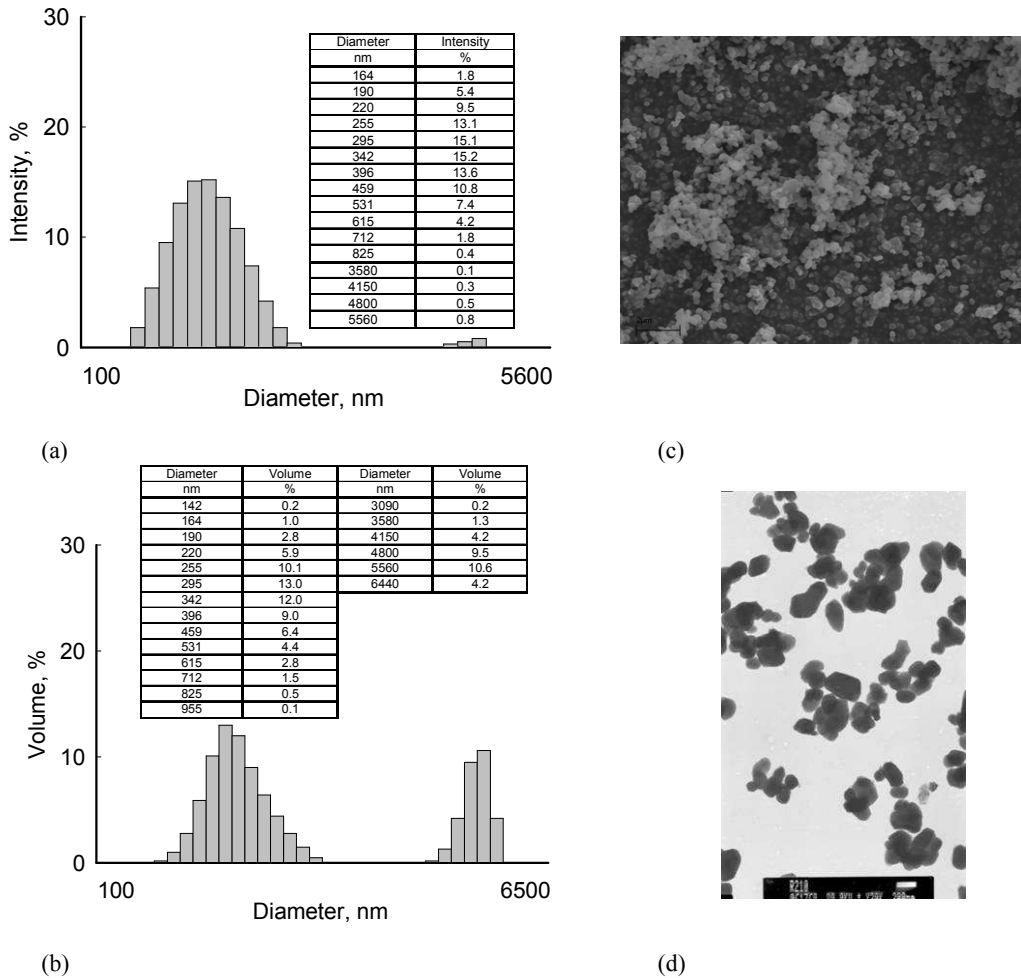 30
20
10
0
Intensity, %
Diameter Intensity
nm %
164 1.8
190 5.4
220 9.5
255 13.1
295 15.1
342 15.2
396 13.6
459 10.8
531 7.4
615 4.2
712 1.8
825 0.4
3580 0.1
4150 0.3
4800 0.5
5560 0.8
100 5600
Diameter, nm
2µm
(a)
(c)
Diameter Volume Diameter Volume
nm % nm %
142 0.2 3090 0.2
164 1.0 3580 1.3
190 2.8 4150 4.2
220 5.9 4800 9.5
255 10.1 5560 10.6
295 13.0 6440 4.2
342 12.0
396 9.0
459 6.4
531 4.4
615 2.8
712 1.5
825 0.5
955 0.1
30
20
10
0
Volume, %
100 6500
Diameter, nm
(b)
(d)